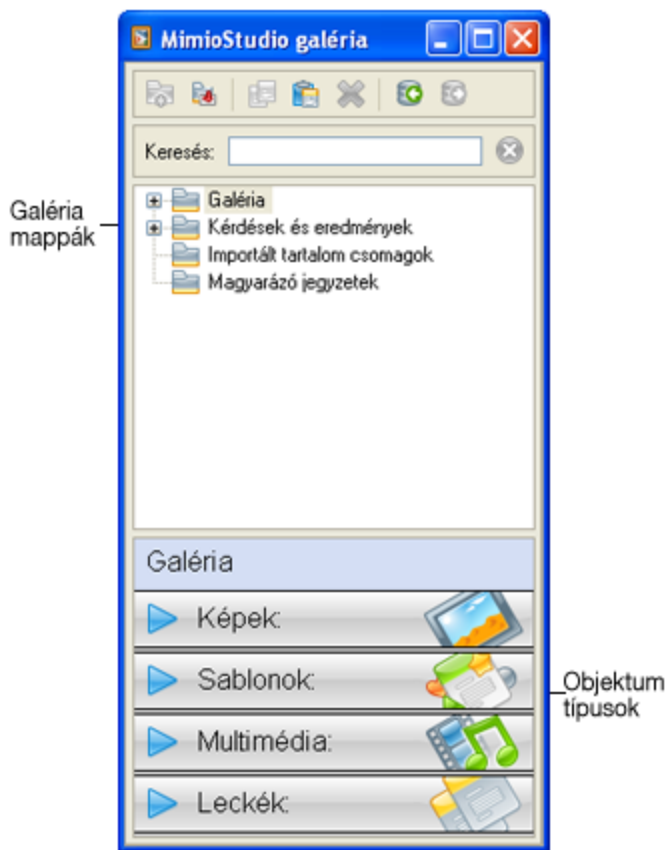 MimioStudio galéria
Keresés:
Galéria
Kérdések és eredmények
Importált tartalom csomagok
Magyarázó jegyzetek
Galéria
mappák
Galéria
Képek:
Sablonok:
Multimédia:
Leckék:
Objektum
típusok